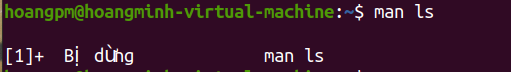 hoangpm@hoangminh-virtual-machine:~$ man ls
[1]+  Bị dừng                 man ls